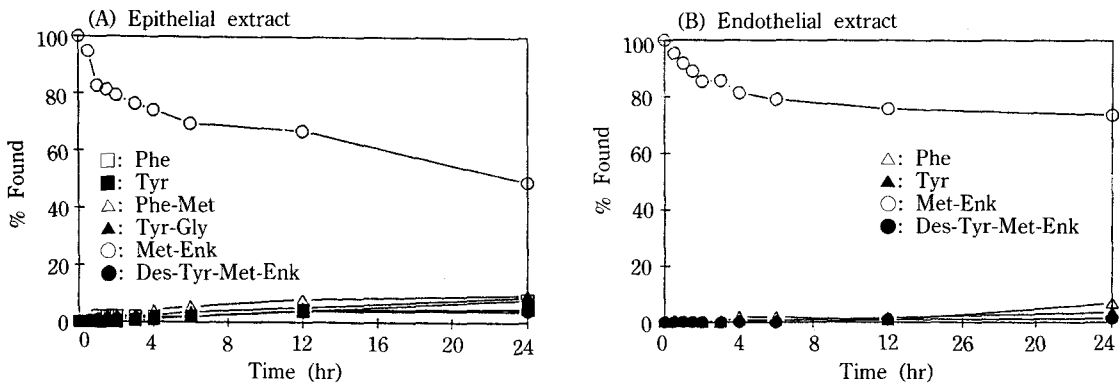 (A) Epithelial extract
100
80
60
40
20
0
% Found
□: Phe
■: Tyr
△: Phe-Met
▲: Tyr-Gly
○: Met-Enk
●: Des-Tyr-Met-Enk
0 4 8 12 16 20 24
Time (hr)
(B) Endothelial extract
100
80
60
40
20
0
% Found
△: Phe
▲: Tyr
○: Met-Enk
●: Des-Tyr-Met-Enk
0 4 8 12 26 20 24
Time (hr)